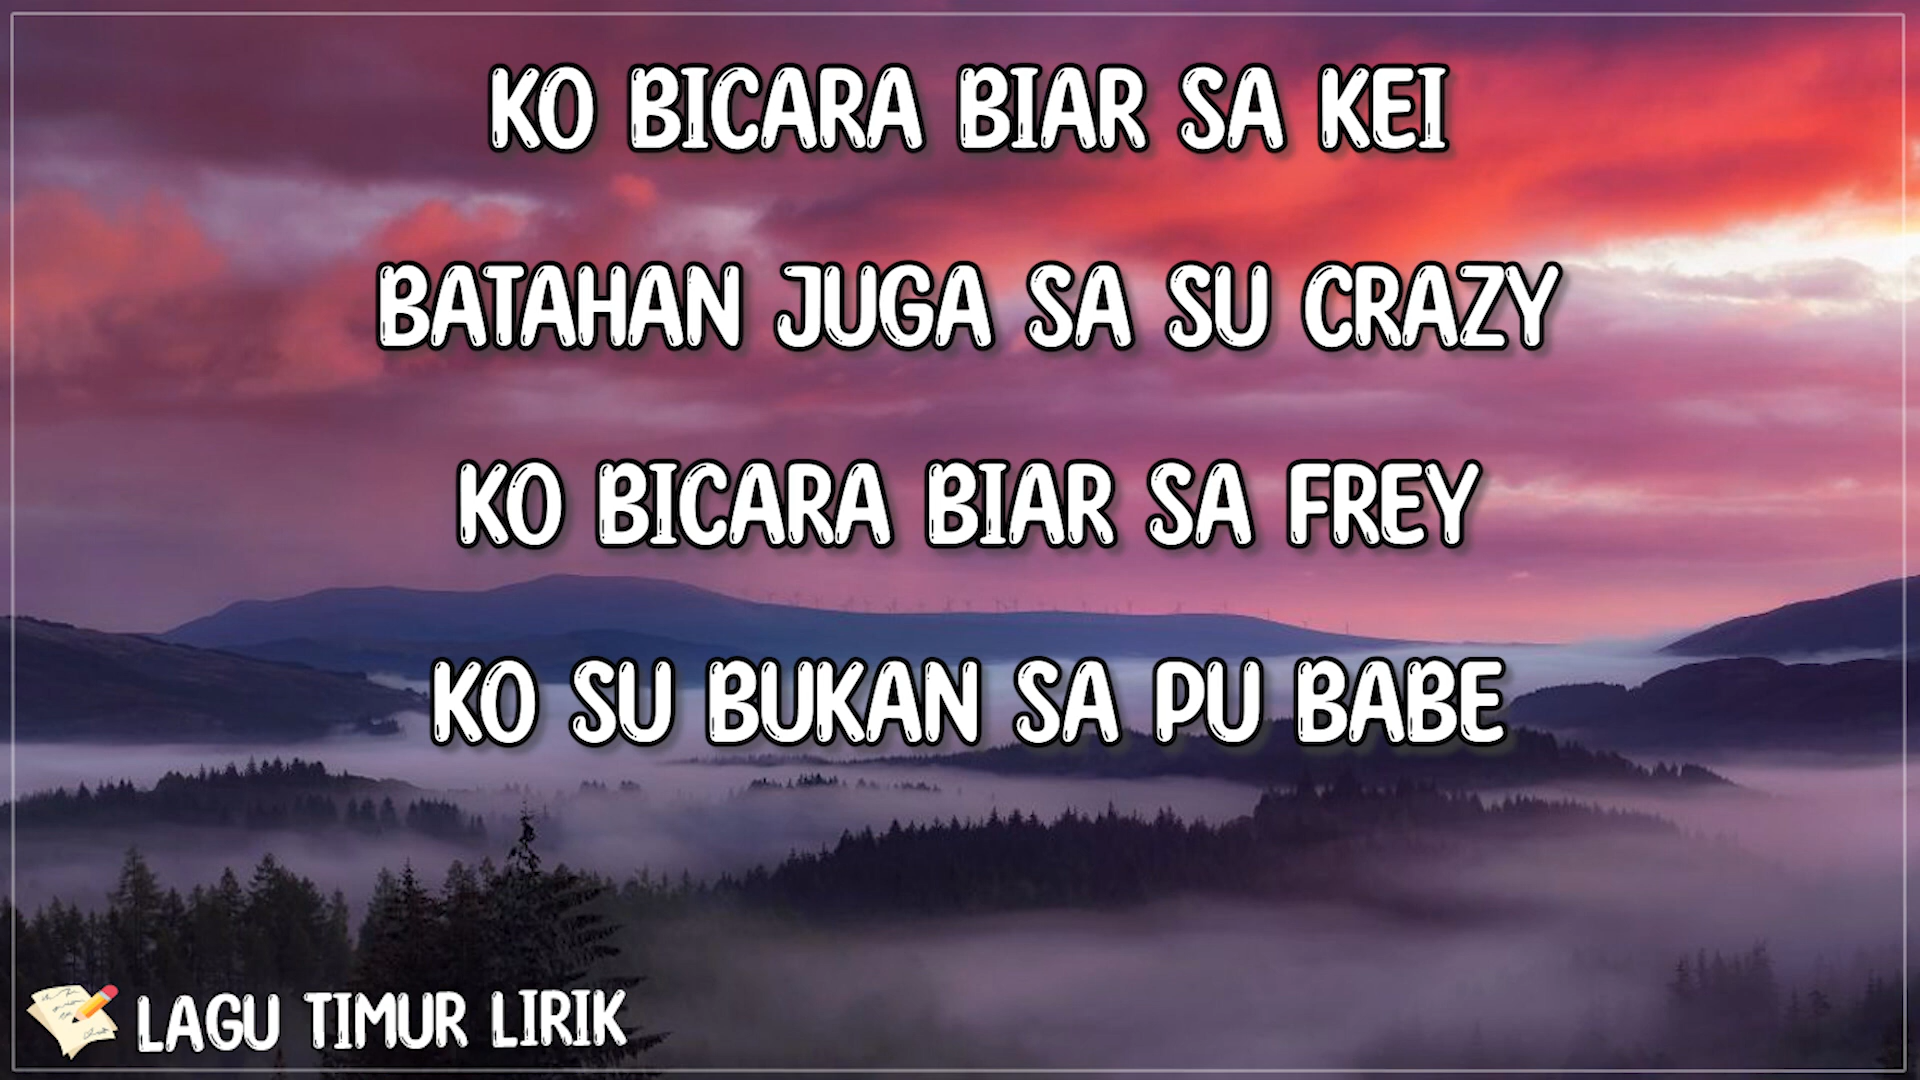 KO BICARA BIAR SA KEI
BATAHAN JUGA SA SU CRAZY
KO BICARA BIAR SA FREY
KO SU BUKAN SA PU BABE
LAGU TIMUR LIRIK